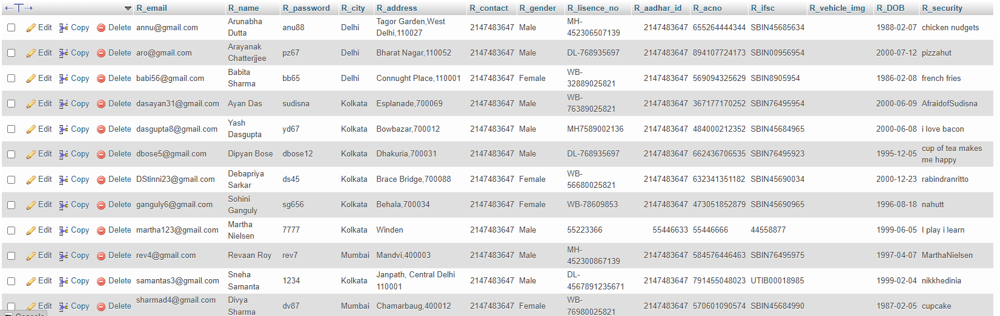 R_email R_name R_password R_city R_address R_contact R_gender R_lisence_no R_aadhar_id R_acno R_ifsc R_vehicle_img R_DOB R_security
Edit Copy Delete annu@gmail.com Arunabha Dutta anu88 Delhi Tagor Garden,West Delhi,110027 2147483647 Male MH-452306507139 2147483647 655264444344 SBIN45685634 1988-02-07 chicken nudgets
Edit Copy Delete aro@gmail.com Arayanak Chatterjjee pz67 Delhi Bharat Nagar,110052 2147483647 Male DL-768935697 2147483647 894107724173 SBIN00956954 2000-07-12 pizzahut
Edit Copy Delete babi56@gmail.com Babita Sharma bb65 Delhi Connught Place,110001 2147483647 Female WB-32889025821 2147483647 569094325629 SBIN8905954 1986-02-08 french fries
Edit Copy Delete dasayan31@gmail.com Ayan Das sudisna Kolkata Esplanade,700069 2147483647 Male WB-76389025821 2147483647 367177170252 SBIN76495954 2000-06-09 AfraidofSudisna
Edit Copy Delete dasgupta8@gmail.com Yash Dasgupta yd67 Kolkata Bowbazar,700012 2147483647 Male MH7589002136 2147483647 484000212352 SBIN45684965 2000-06-08 i love bacon
Edit Copy Delete dbose5@gmail.com Dipyan Bose dbose12 Kolkata Dhakuria,700031 2147483647 Male DL-768935697 2147483647 662436706535 SBIN76495923 1995-12-05 cup of tea makes me happy
Edit Copy Delete DStinni23@gmail.com Debapriya Sarkar ds45 Kolkata Brace Bridge,700088 2147483647 Female WB-56680025821 2147483647 632341351182 SBIN45690034 2000-12-23 rabindranritto
Edit Copy Delete ganguly6@gmail.com Sohini Ganguly sg656 Kolkata Behala,700034 2147483647 Female WB-78609853 2147483647 473051852879 SBIN45690965 1996-08-18 nahutt
Edit Copy Delete martha123@gmail.com Martha Nielsen 7777 Kolkata Winden 2147483647 Male 55223366 55446633 55446666 44558877 1999-06-05 I play i learn
Edit Copy Delete rev4@gmail.com Revaan Roy rev7 Mumbai Mandvi,400003 2147483647 Male MH-452300867139 2147483647 584576446463 SBIN76495975 1997-04-07 MarthaNielsen
Edit Copy Delete samantas3@gmail.com Sneha Samanta 1234 Kolkata Janpath, Central Delhi 110001 2147483647 Male DL-4567891235671 2147483647 791455048023 UTIB00018985 1999-02-04 nikkhedinia
Edit Copy Delete sharmad4@gmail.com Divya Sharma dv87 Mumbai Chamarbaug,400012 2147483647 Female WB-76980025821 2147483647 570601090574 SBIN45684990 1987-02-05 cupcake
Console